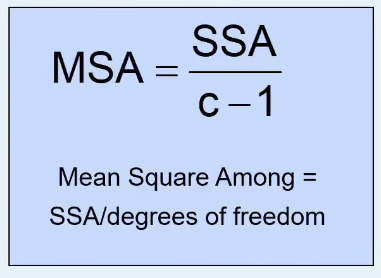 MSA = SSA / c – 1
Mean Square Among =
SSA/degrees of freedom